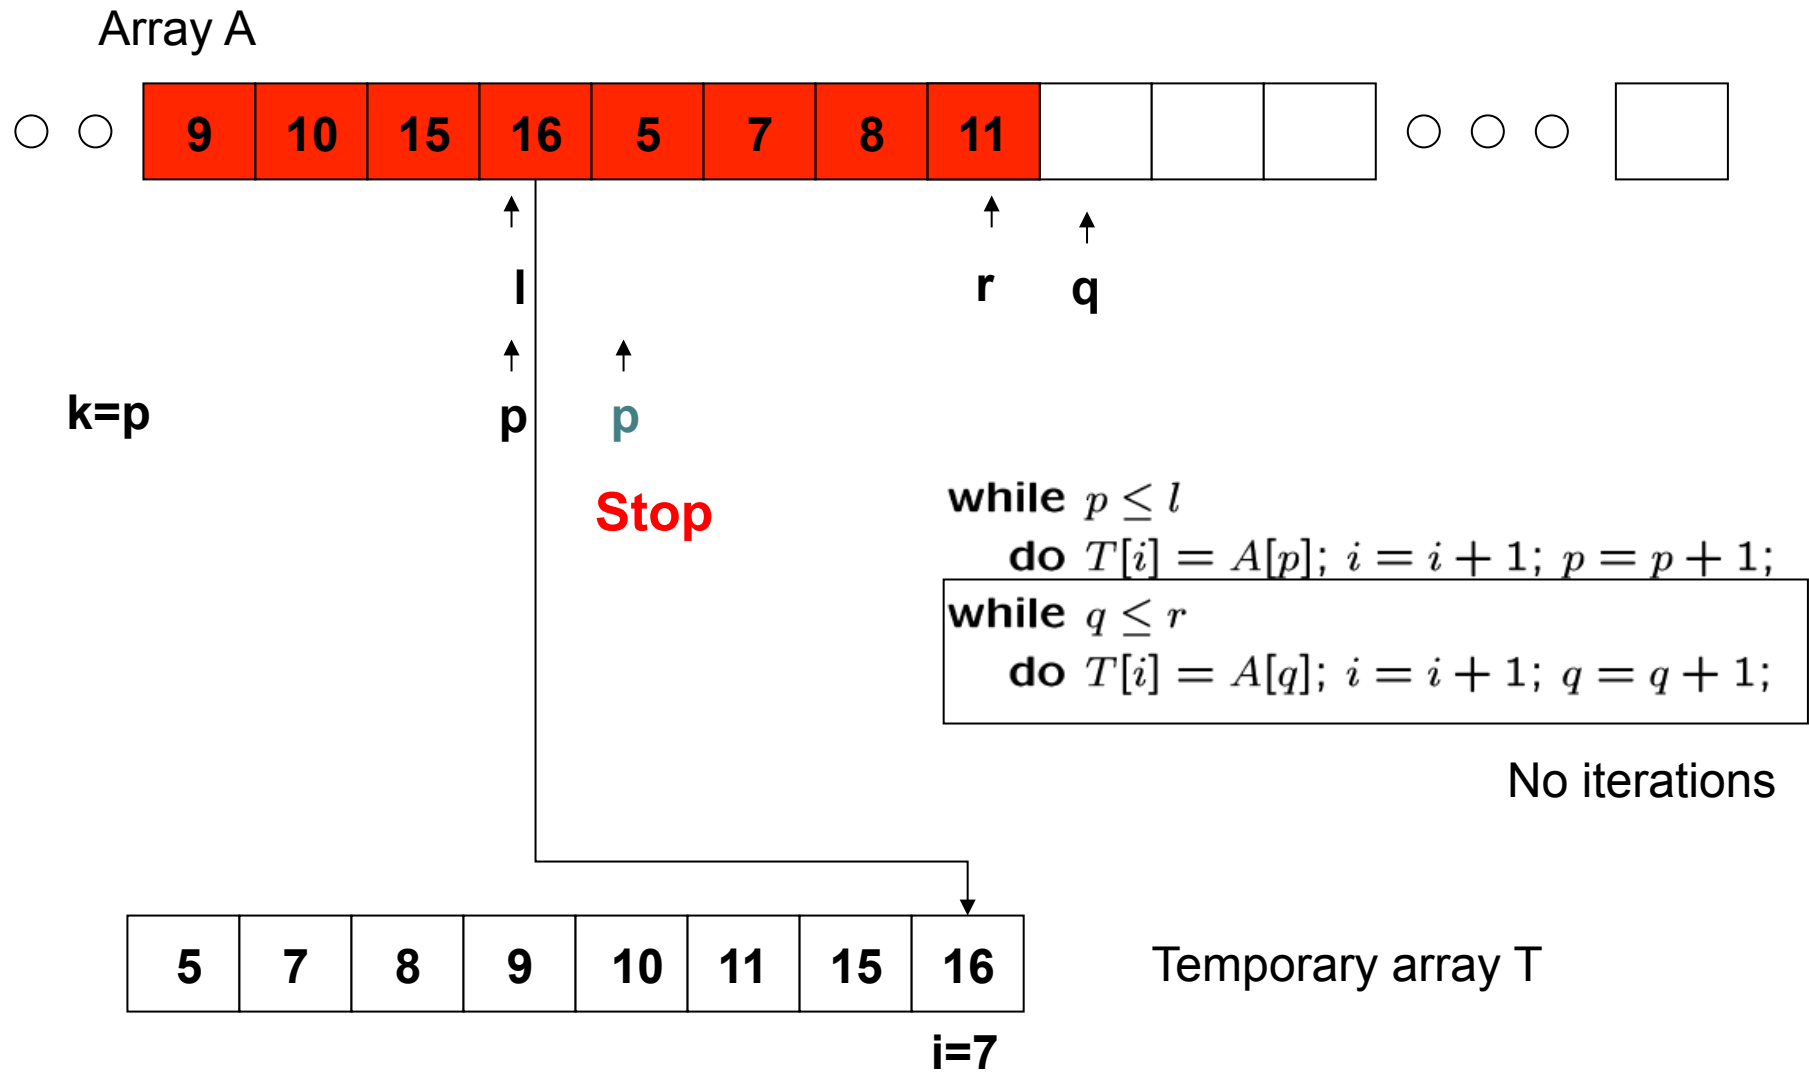 Array A
9 10 15 16 5 7 8 11
l r q
k=p p p
Stop
while p ≤ l
do T[i] = A[p]; i = i + 1; p = p + 1;
while q ≤ r
do T[i] = A[q]; i = i + 1; q = q + 1;
No iterations
5 7 8 9 10 11 15 16 Temporary array T
i=7